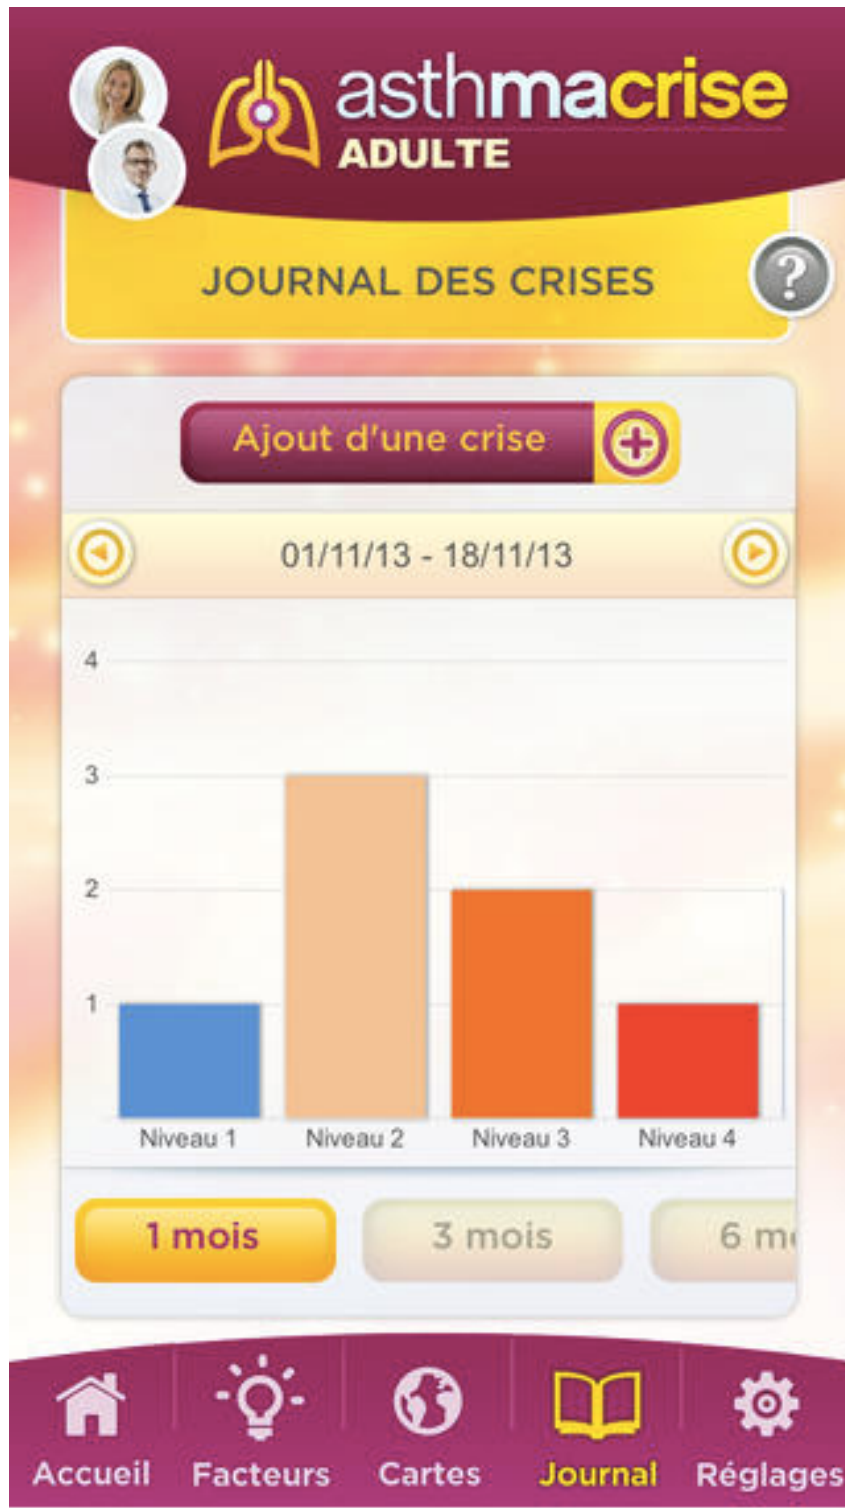 asthmacrise
ADULTE
JOURNAL DES CRISES
?
Ajout d'une crise
01/11/13 - 18/11/13
4
3
2
1
Niveau 1 Niveau 2 Niveau 3 Niveau 4
1 mois 3 mois 6 m
Accueil Facteurs Cartes Journal Réglages